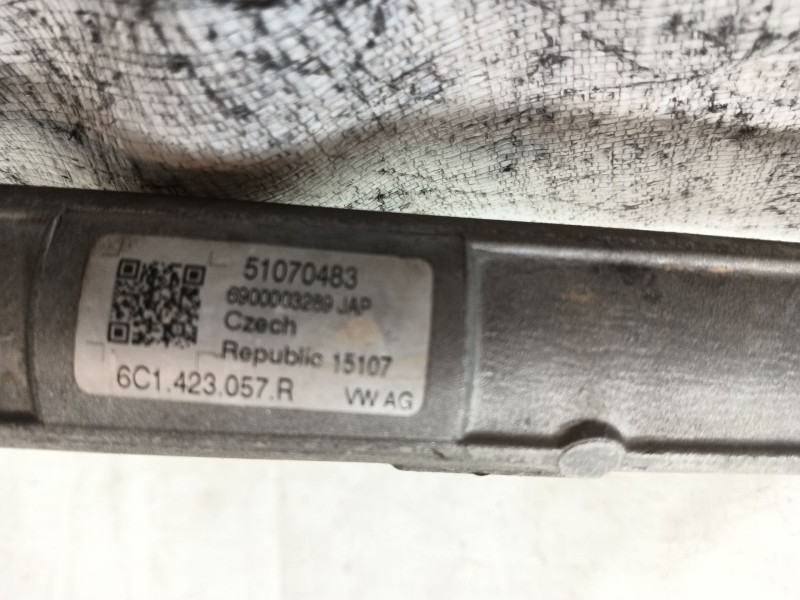 51070483
6900003289 JAP
Czech
Republic 15107
6C1.423.057.R VW AG